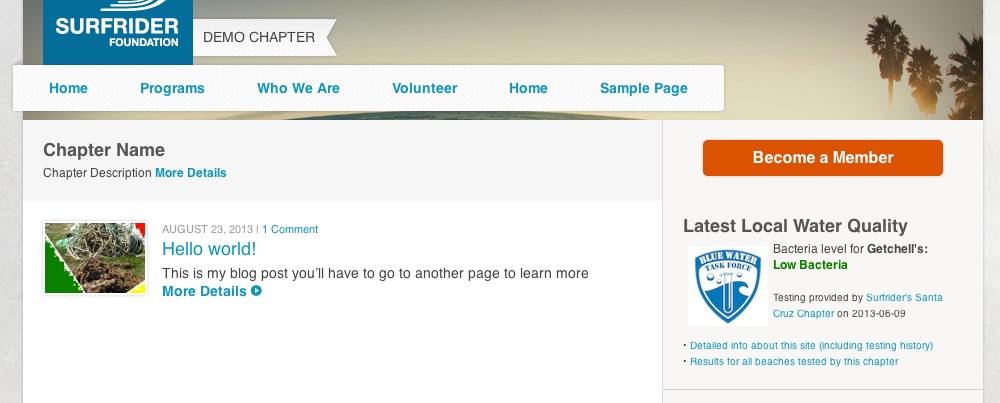 SURFRIDER
FOUNDATION
DEMO CHAPTER
Home Programs Who We Are Volunteer Home Sample Page
Chapter Name
Chapter Description More Details
AUGUST 23, 2013 | 1 Comment
Hello world!
This is my blog post you'll have to go to another page to learn more
More Details
Become a Member
Latest Local Water Quality
BLUE WATER
TASK FORCE
Bacteria level for Getchell's:
Low Bacteria
Testing provided by Surfrider's Santa
Cruz Chapter on 2013-06-09
• Detailed info about this site (including testing history)
• Results for all beaches tested by this chapter